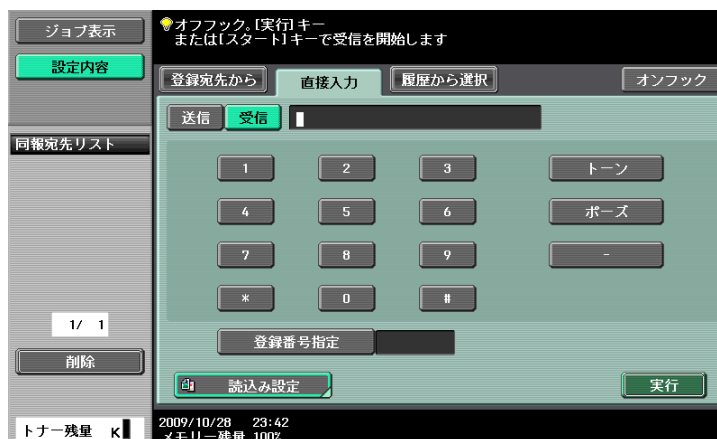 ジョブ表示
設定内容
オフフック。[実行]キー
または[スタート]キーで受信を開始します
登録宛先から
直接入力
履歴から選択
オンフック
送信
受信
同報宛先リスト
1
2
3
トーン
4
5
6
ポーズ
7
8
9
-
*
0
#
1/ 1
登録番号指定
削除
読込み設定
実行
トナー残量 K
2009/10/28 23:42
メモリー残量 100%